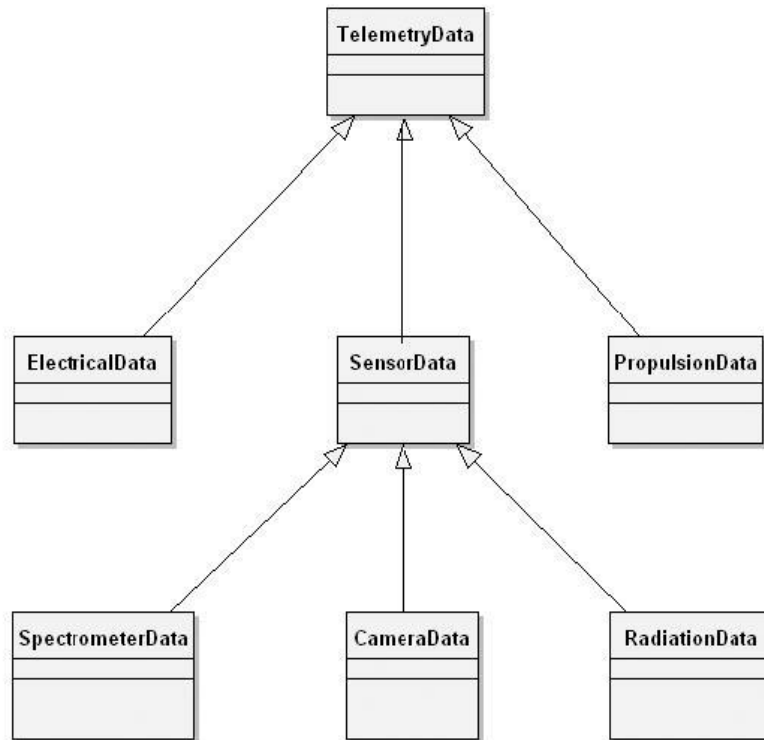 TelemetryData
ElectricalData
SensorData
PropulsionData
SpectrometerData
CameraData
RadiationData